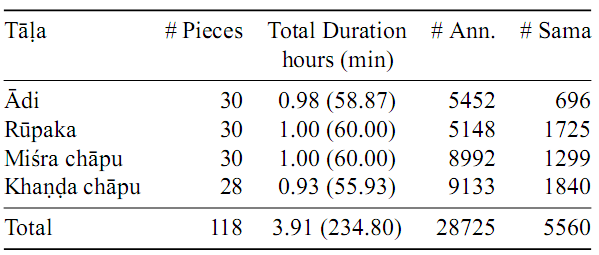 Tāḷa # Pieces Total Duration # Ann. # Sama
hours (min)
Ādi 30 0.98 (58.87) 5452 696
Rūpaka 30 1.00 (60.00) 5148 1725
Miśra chāpu 30 1.00 (60.00) 8992 1299
Khaṇḍa chāpu 28 0.93 (55.93) 9133 1840
Total 118 3.91 (234.80) 28725 5560